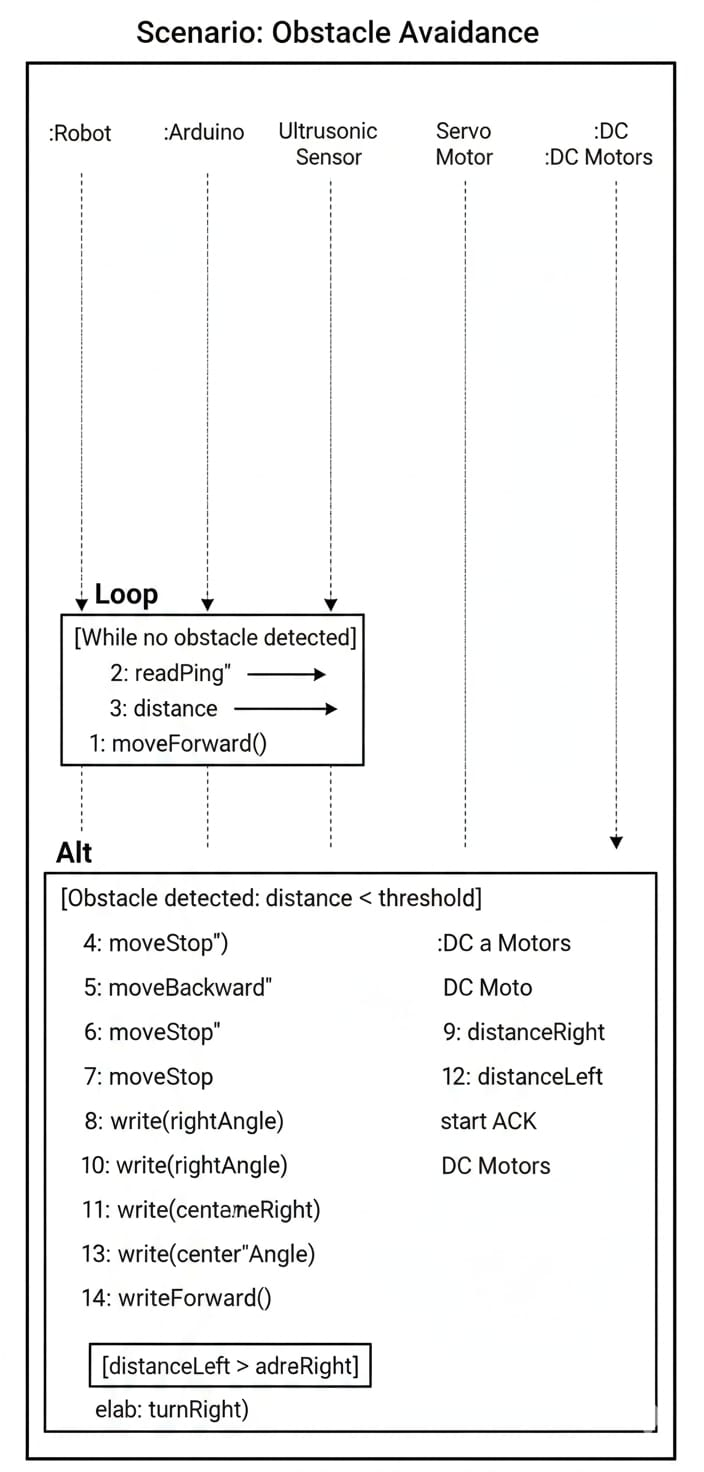 Scenario: Obstacle Avaidance
:Robot
:Arduino
Ultrusonic
Sensor
Servo
Motor
:DC
:DC Motors
Loop
[While no obstacle detected]
2: readPing"
3: distance
1: moveForward()
Alt
[Obstacle detected: distance < threshold]
4: moveStop")
:DC a Motors
5: moveBackward"
DC Moto
6: moveStop"
9: distanceRight
7: moveStop
12: distanceLeft
8: write(rightAngle)
start ACK
10: write(rightAngle)
DC Motors
11: write(centameRight)
13: write(center"Angle)
14: writeForward()
[distanceLeft > adreRight]
elab: turnRight)